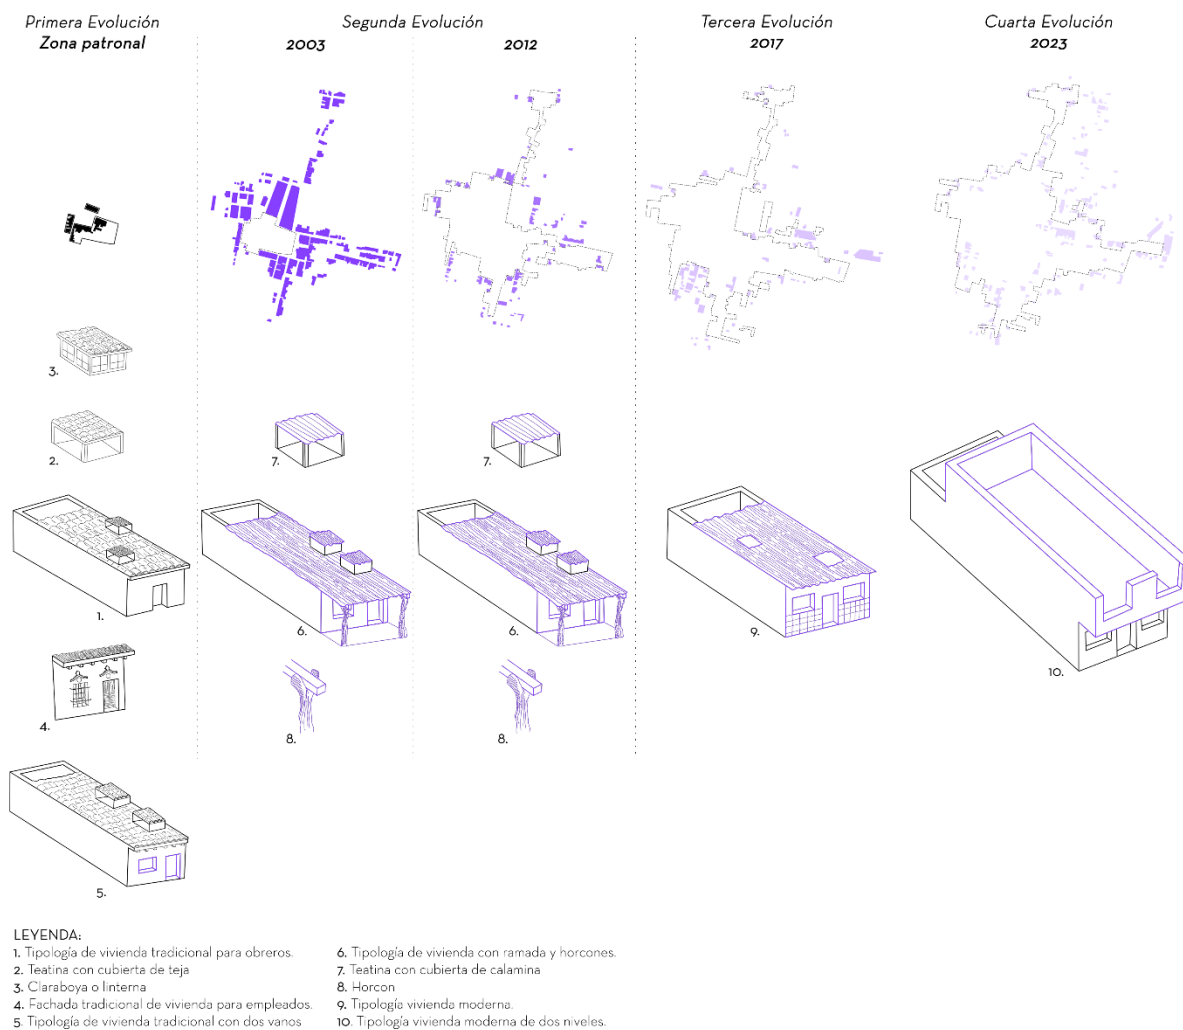 Primera Evolución
Zona patronal
Segunda Evolución
2003
2012
Tercera Evolución
2017
Cuarta Evolución
2023
3.
2.
7.
7.
1.
6.
6.
9.
10.
4.
8.
8.
5.
LEYENDA:
1. Tipología de vivienda tradicional para obreros.
2. Teatina con cubierta de teja
3. Claraboya o linterna
4. Fachada tradicional de vivienda para empleados.
5. Tipología de vivienda tradicional con dos vanos
6. Tipología de vivienda con ramada y horcones.
7. Teatina con cubierta de calamina
8. Horcon
9. Tipología vivienda moderna.
10. Tipología vivienda moderna de dos niveles.